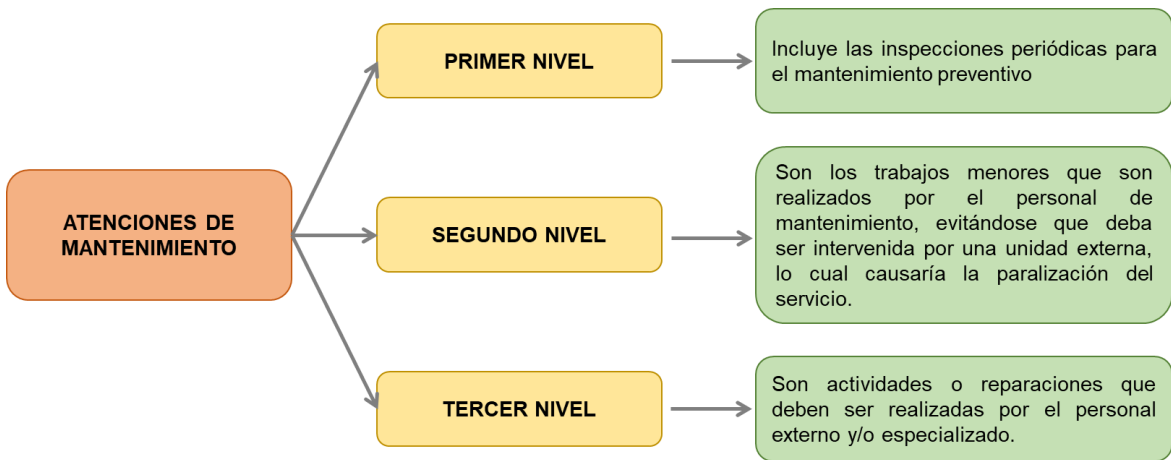 ATENCIONES DE
MANTENIMIENTO
PRIMER NIVEL
Incluye las inspecciones periódicas para
el mantenimiento preventivo
SEGUNDO NIVEL
Son los trabajos menores que son
realizados por el personal de
mantenimiento, evitándose que deba
ser intervenida por una unidad externa,
lo cual causaría la paralización del
servicio.
TERCER NIVEL
Son actividades o reparaciones que
deben ser realizadas por el personal
externo y/o especializado.